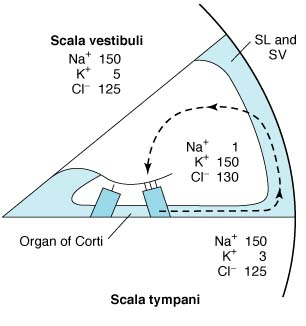 Scala vestibuli
Na⁺ 150
K⁺ 5
Cl⁻ 125
SL and
SV
Na⁺ 1
K⁺ 150
Cl⁻ 130
Organ of Corti
Na⁺ 150
K⁺ 3
Cl⁻ 125
Scala tympani